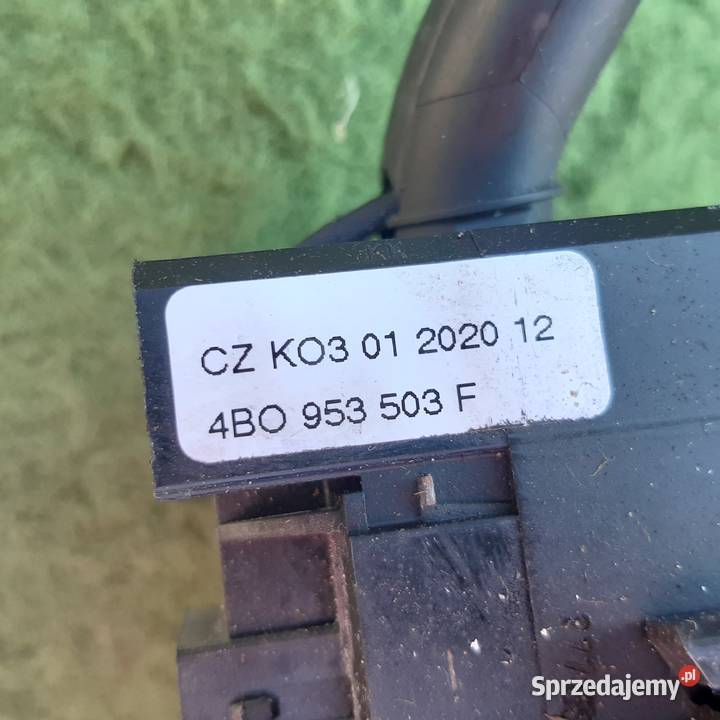 CZ KO3 01 2020 12
4BO 953 503 F
Sprzedajemy.pl